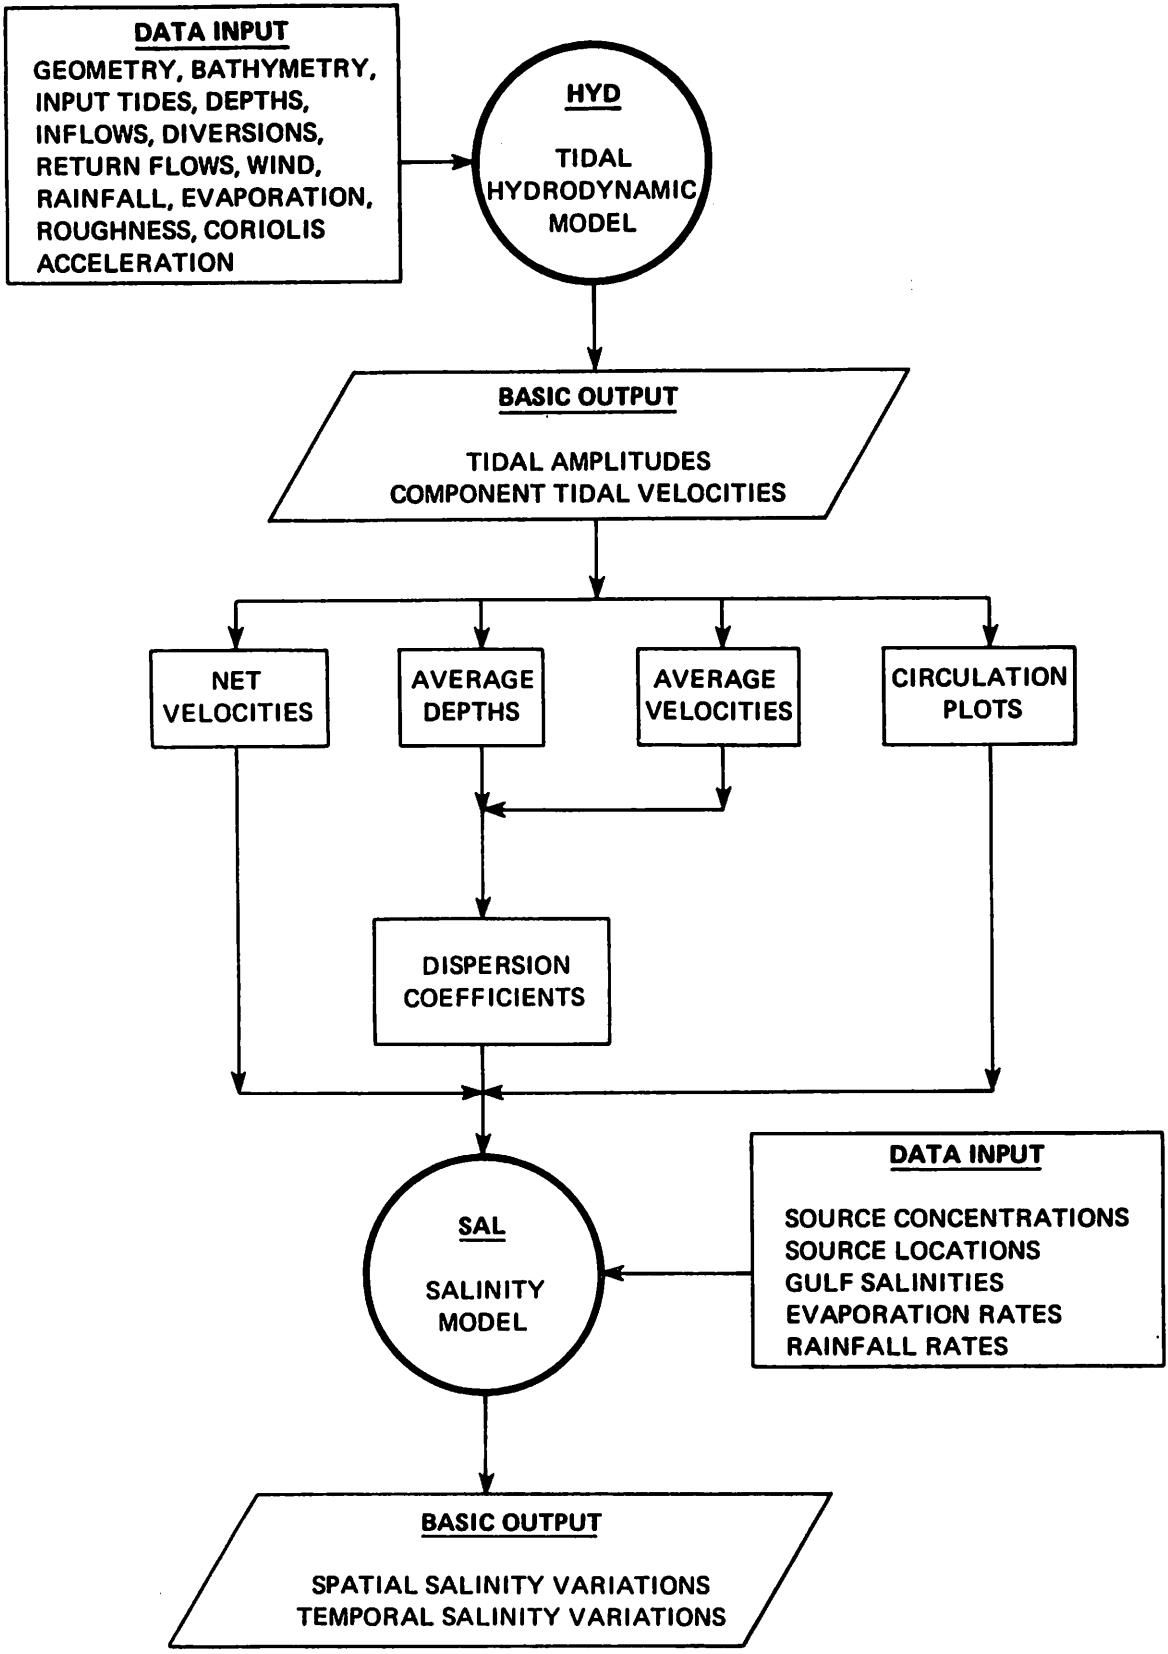 DATA INPUT
GEOMETRY, BATHYMETRY,
INPUT TIDES, DEPTHS,
INFLOWS, DIVERSIONS,
RETURN FLOWS, WIND,
RAINFALL, EVAPORATION,
ROUGHNESS, CORIOLIS
ACCELERATION
HYD
TIDAL
HYDRODYNAMIC
MODEL
BASIC OUTPUT
TIDAL AMPLITUDES
COMPONENT TIDAL VELOCITIES
NET
VELOCITIES
AVERAGE
DEPTHS
AVERAGE
VELOCITIES
CIRCULATION
PLOTS
DISPERSION
COEFFICIENTS
SAL
SALINITY
MODEL
DATA INPUT
SOURCE CONCENTRATIONS
SOURCE LOCATIONS
GULF SALINITIES
EVAPORATION RATES
RAINFALL RATES
BASIC OUTPUT
SPATIAL SALINITY VARIATIONS
TEMPORAL SALINITY VARIATIONS